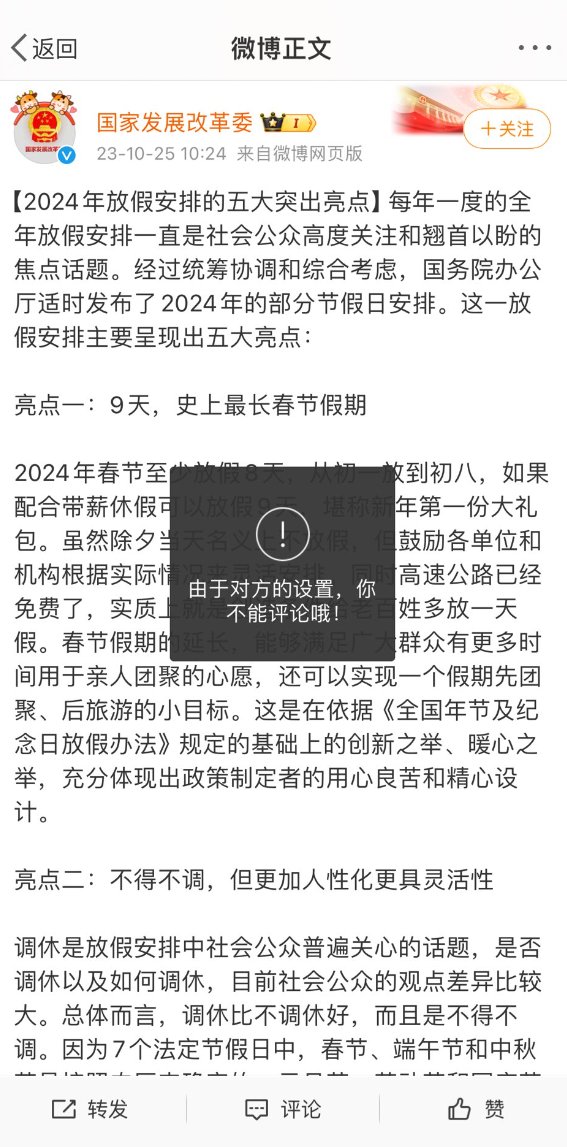 返回
微博正文
国家发展改革委
I
23-10-25 10:24 来自微博网页版
+关注
【2024年放假安排的五大突出亮点】每年一度的全
年放假安排一直是社会公众高度关注和翘首以盼的
焦点话题。经过统筹协调和综合考虑，国务院办公
厅适时发布了2024年的部分节假日安排。这一放
假安排主要呈现出五大亮点：
亮点一：9天，史上最长春节假期
2024年春节至少放假8天，从初一放到初八，如果
配合带薪休假可以放假9天，堪称新年第一份大礼
包。虽然除夕当天名义上不放假，但鼓励各单位和
机构根据实际情况来灵活安排，同时高速公路已经
免费了，实质上就是 给老百姓多放一天
假。春节假期的延长，能够满足广大群众有更多时
间用于亲人团聚的心愿，还可以实现一个假期先团
聚、后旅游的小目标。这是在依据《全国年节及纪
念日放假办法》规定的基础上的创新之举、暖心之
举，充分体现出政策制定者的用心良苦和精心设
计。
由于对方的设置，你
不能评论哦！
亮点二：不得不调，但更加人性化更具灵活性
调休是放假安排中社会公众普遍关心的话题，是否
调休以及如何调休，目前社会公众的观点差异比较
大。总体而言，调休比不调休好，而且是不得不
调。因为7个法定节假日中，春节、端午节和中秋
转发
评论
赞